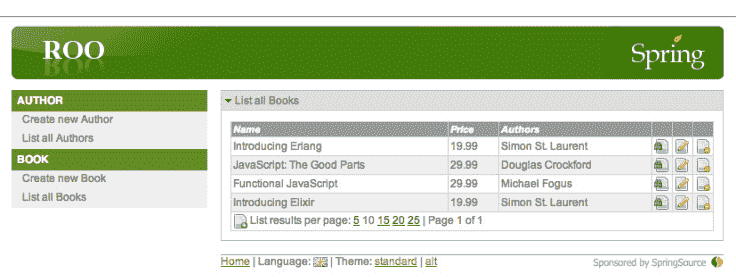 ROO
Spring
AUTHOR
Create new Author
List all Authors
BOOK
Create new Book
List all Books
List all Books
Name Price Authors
Introducing Erlang 19.99 Simon St. Laurent
JavaScript: The Good Parts 29.99 Douglas Crockford
Functional JavaScript 29.99 Michael Fogus
Introducing Elixir 19.99 Simon St. Laurent
List results per page: 5 10 15 20 25 | Page 1 of 1
Home | Language: | Theme: standard | alt
Sponsored by SpringSource